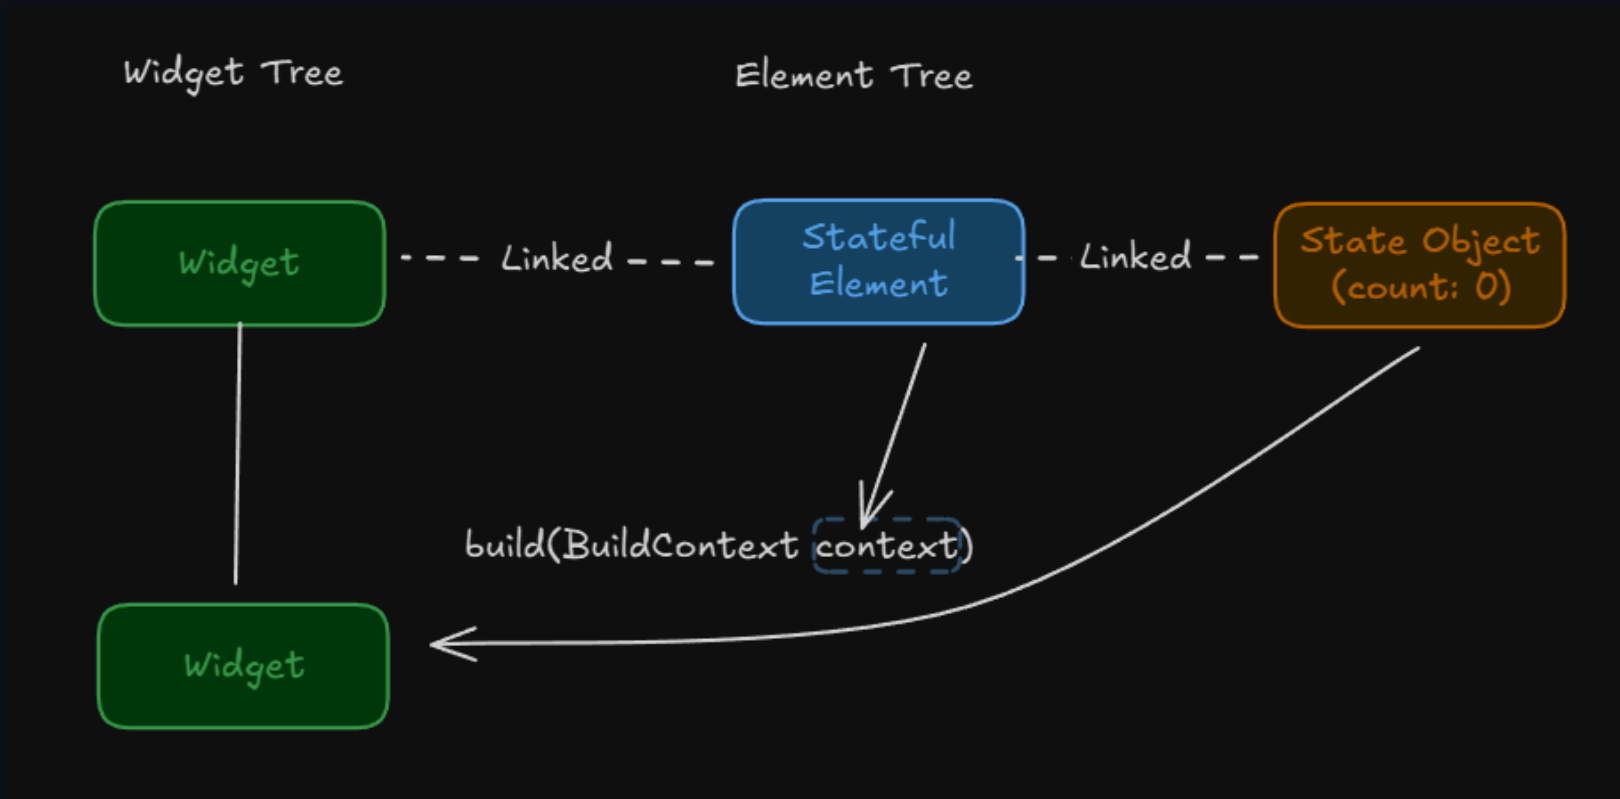 Widget Tree
Element Tree
Widget
Linked
Stateful
Element
Linked
State Object
(count: 0)
build(BuildContext context)
Widget